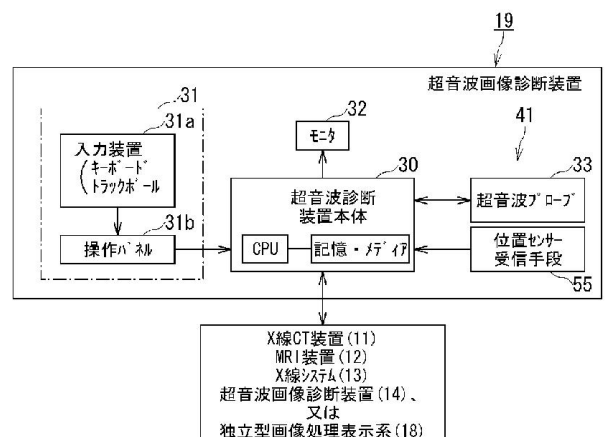 19
超音波画像診断装置
31
31a
入力装置
(キーボード
トラックボール
31b
操作パネル
32
モニタ
30
超音波診断
装置本体
CPU
記憶・メディア
41
33
超音波プローブ
位置センサー
受信手段
55
X線CT装置(11)
MRI装置(12)
X線システム(13)
超音波画像診断装置(14)、
又は
独立型画像処理表示系(18)